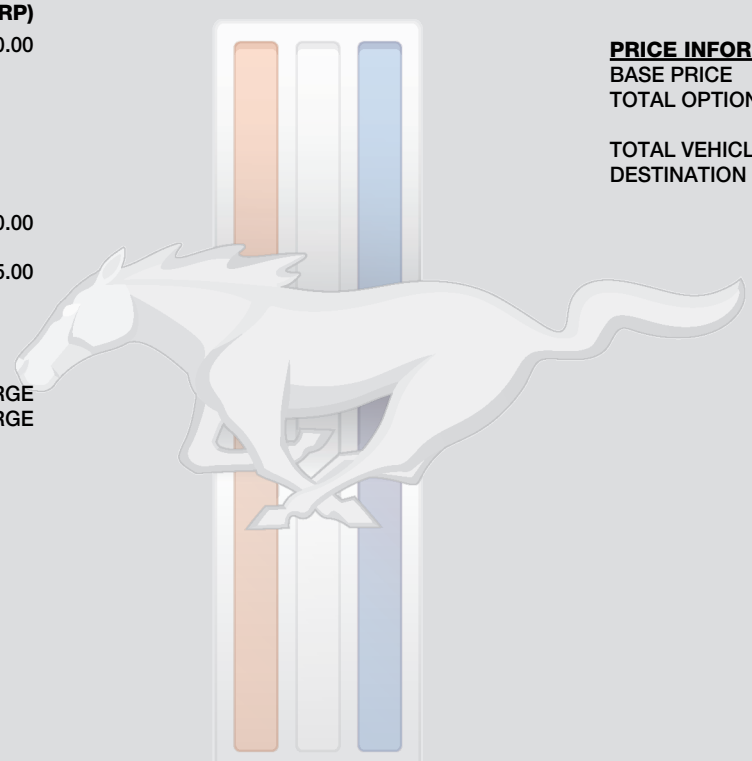 RP)
0.00
0.00
5.00
RGE
RGE
PRICE INFOR
BASE PRICE
TOTAL OPTION
TOTAL VEHICL
DESTINATION